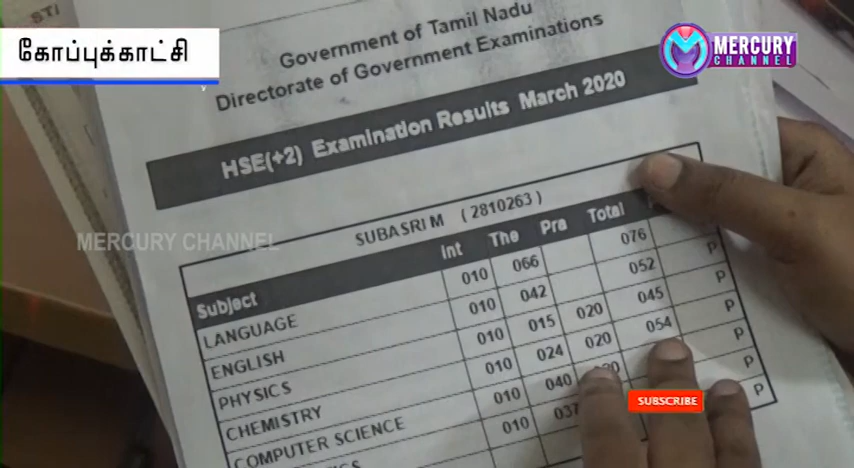 கோப்புக்காட்சி
MERCURY
CHANNEL
Government of Tamil Nadu
Directorate of Government Examinations
HSE(+2) Examination Results March 2020
MERCURY CHANNEL
SUBASRI M ( 2810263 )
Subject Int The Pra Total
LANGUAGE 010 066 076 P
ENGLISH 010 042 052 P
PHYSICS 010 015 020 045 P
CHEMISTRY 010 024 020 054 P
COMPUTER SCIENCE 010 040 P
010 037 P
SUBSCRIBE